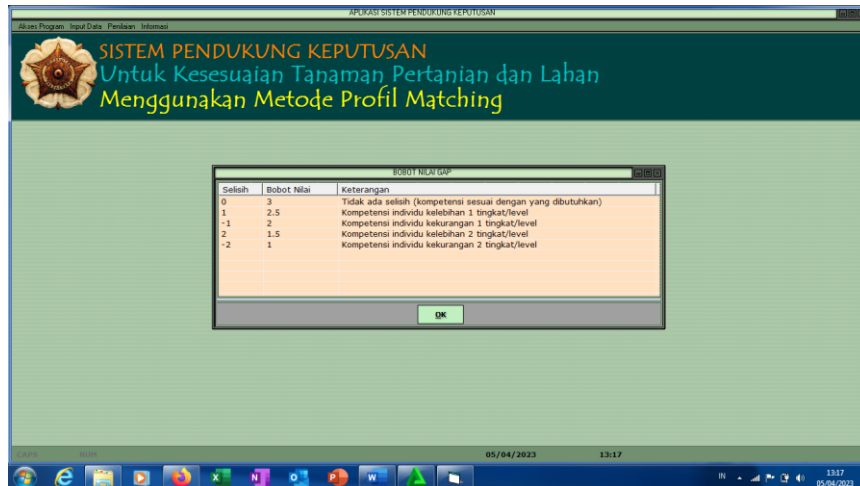 APLIKASI SISTEM PENDUKUNG KEPUTUSAN
Akses Program Input Data Penilaian Informasi
SISTEM PENDUKUNG KEPUTUSAN
Untuk Kesesuaian Tanaman Pertanian dan Lahan
Menggunakan Metode Profil Matching
BOBOT NILAI GAP
Selisih Bobot Nilai Keterangan
0 3 Tidak ada selisih (kompetensi sesuai dengan yang dibutuhkan)
1 2.5 Kompetensi individu kelebihan 1 tingkat/level
-1 2 Kompetensi individu kekurangan 1 tingkat/level
2 1.5 Kompetensi individu kelebihan 2 tingkat/level
-2 1 Kompetensi individu kekurangan 2 tingkat/level
OK
CAPS NUM 05/04/2023 13:17
IN 13:17
05/04/2023